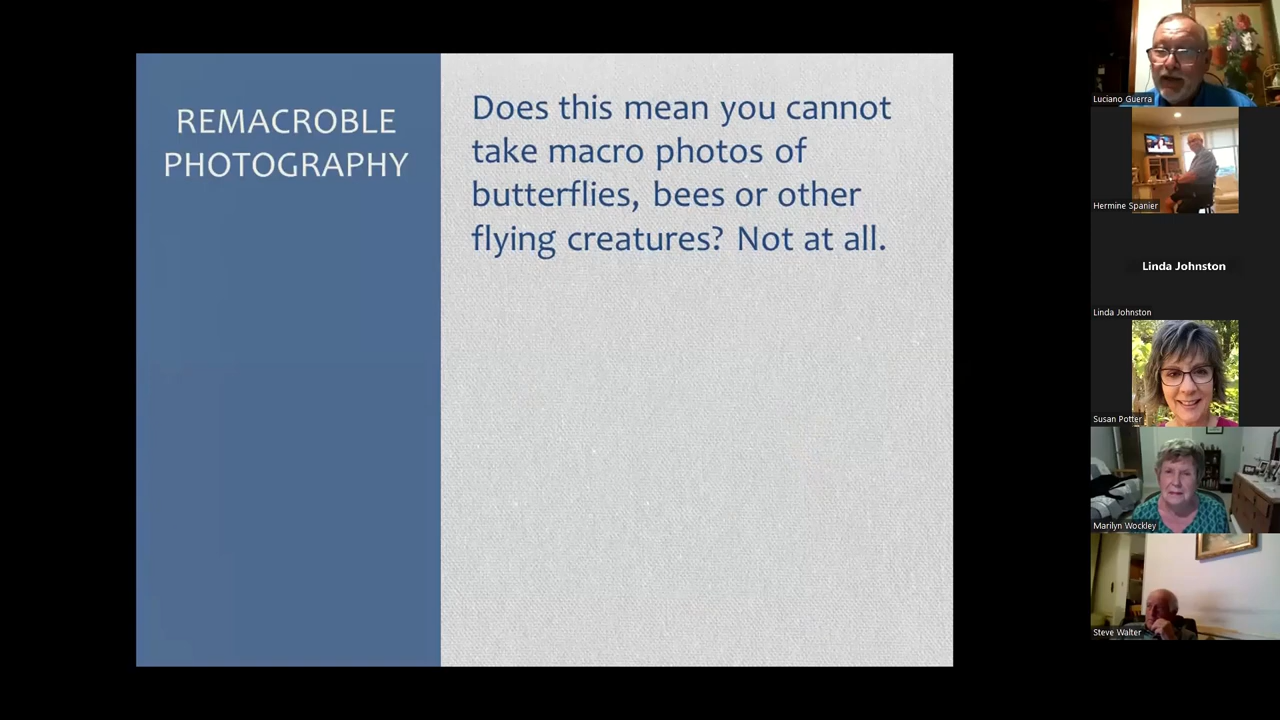 REMACROBLE
PHOTOGRAPHY
Does this mean you cannot
take macro photos of
butterflies, bees or other
flying creatures? Not at all.
Luciano Guerra
Hermine Spanier
Linda Johnston
Linda Johnston
Susan Potter
Marilyn Wockley
Steve Walter